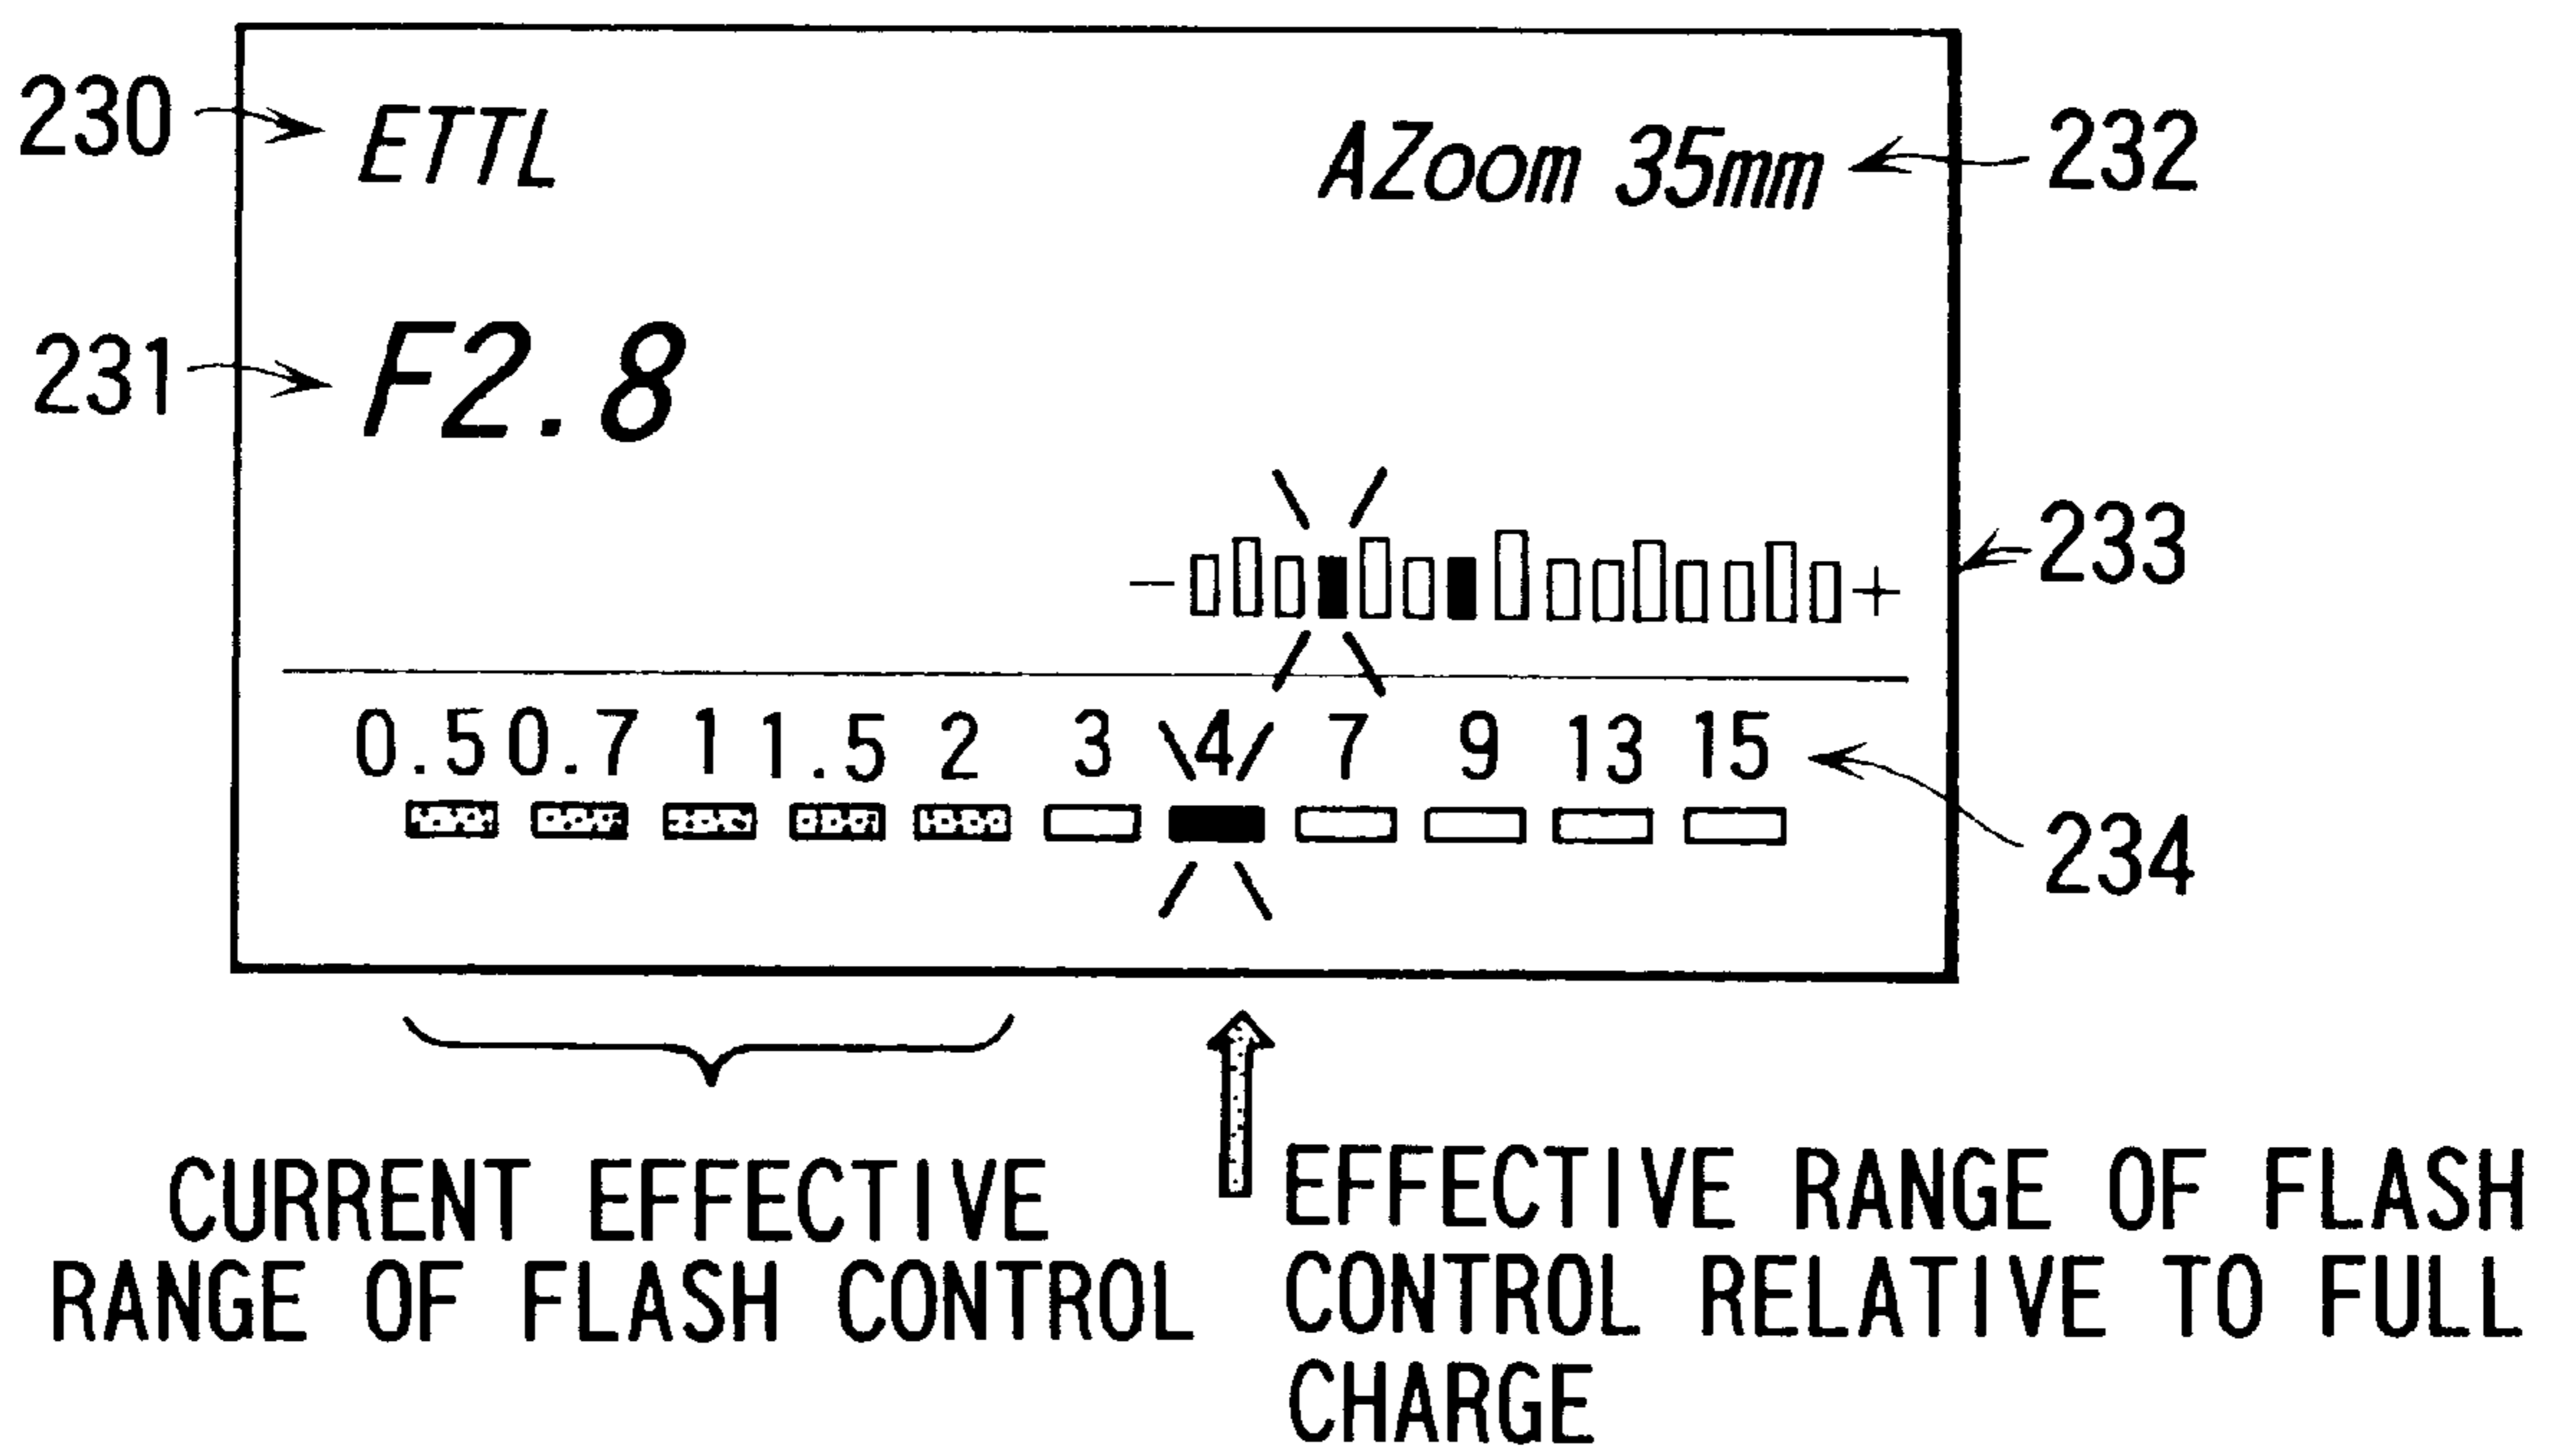 230
ETTL
AZoom 35mm
232
231
F2.8
233
− +
0.5 0.7 1 1.5 2 3 4 7 9 13 15
234
CURRENT EFFECTIVE
RANGE OF FLASH CONTROL
EFFECTIVE RANGE OF FLASH
CONTROL RELATIVE TO FULL
CHARGE